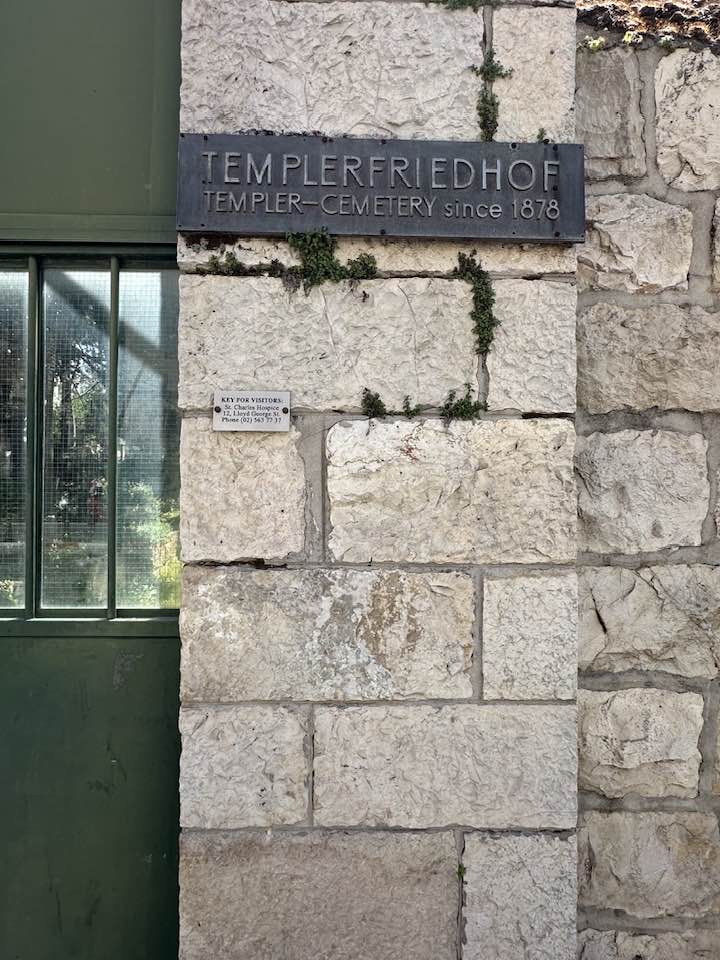 TEMPLERFRIEDHOF
TEMPLER-CEMETERY since 1878
KEY FOR VISITORS:
St. Charles Hospice
12, Lloyd George St.
Phone (02) 563 77 37